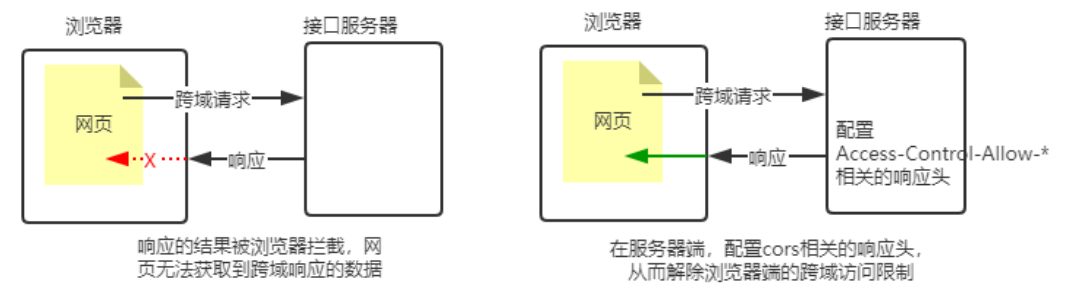 浏览器
接口服务器
网页
跨域请求
X
响应
响应的结果被浏览器拦截，网
页无法获取到跨域响应的数据
浏览器
接口服务器
网页
跨域请求
响应
配置
Access-Control-Allow-*
相关的响应头
在服务器端，配置cors相关的响应头，
从而解除浏览器端的跨域访问限制